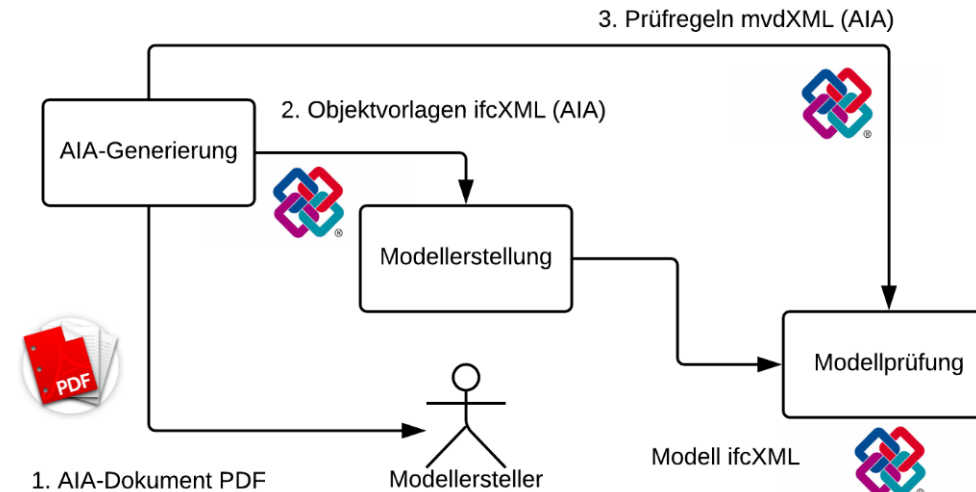 3. Prüfregeln mvdXML (AIA)
2. Objektvorlagen ifcXML (AIA)
AIA-Generierung
®
®
Modellerstellung
Modellprüfung
PDF
Modell ifcXML
1. AIA-Dokument PDF
Modellersteller
®